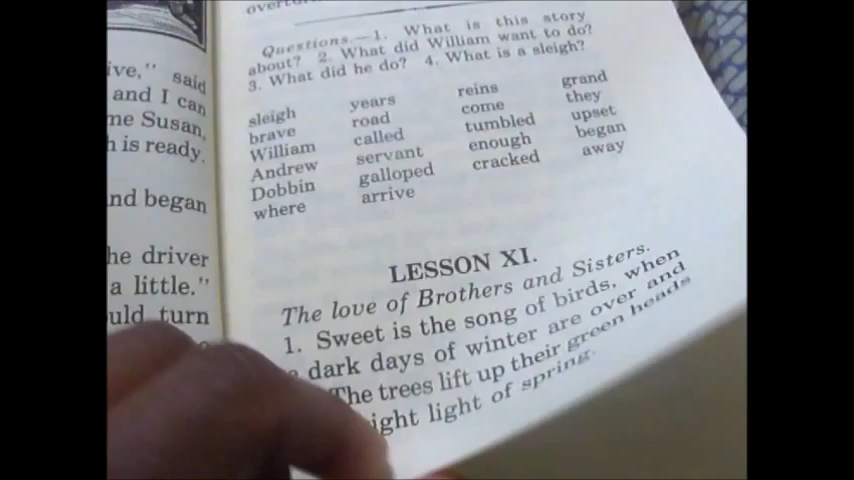 ive," said
and I can
me Susan,
h is ready.
nd began
he driver
a little."
uld turn
Questions.—1. What is this story
about? 2. What did William want to do?
3. What did he do? 4. What is a sleigh?
sleigh years reins grand
brave road come they
William called tumbled upset
Andrew servant enough began
Dobbin galloped cracked away
where arrive
LESSON XI.
The love of Brothers and Sisters.
1. Sweet is the song of birds, when
dark days of winter are over and
The trees lift up their green heads
ight light of spring.